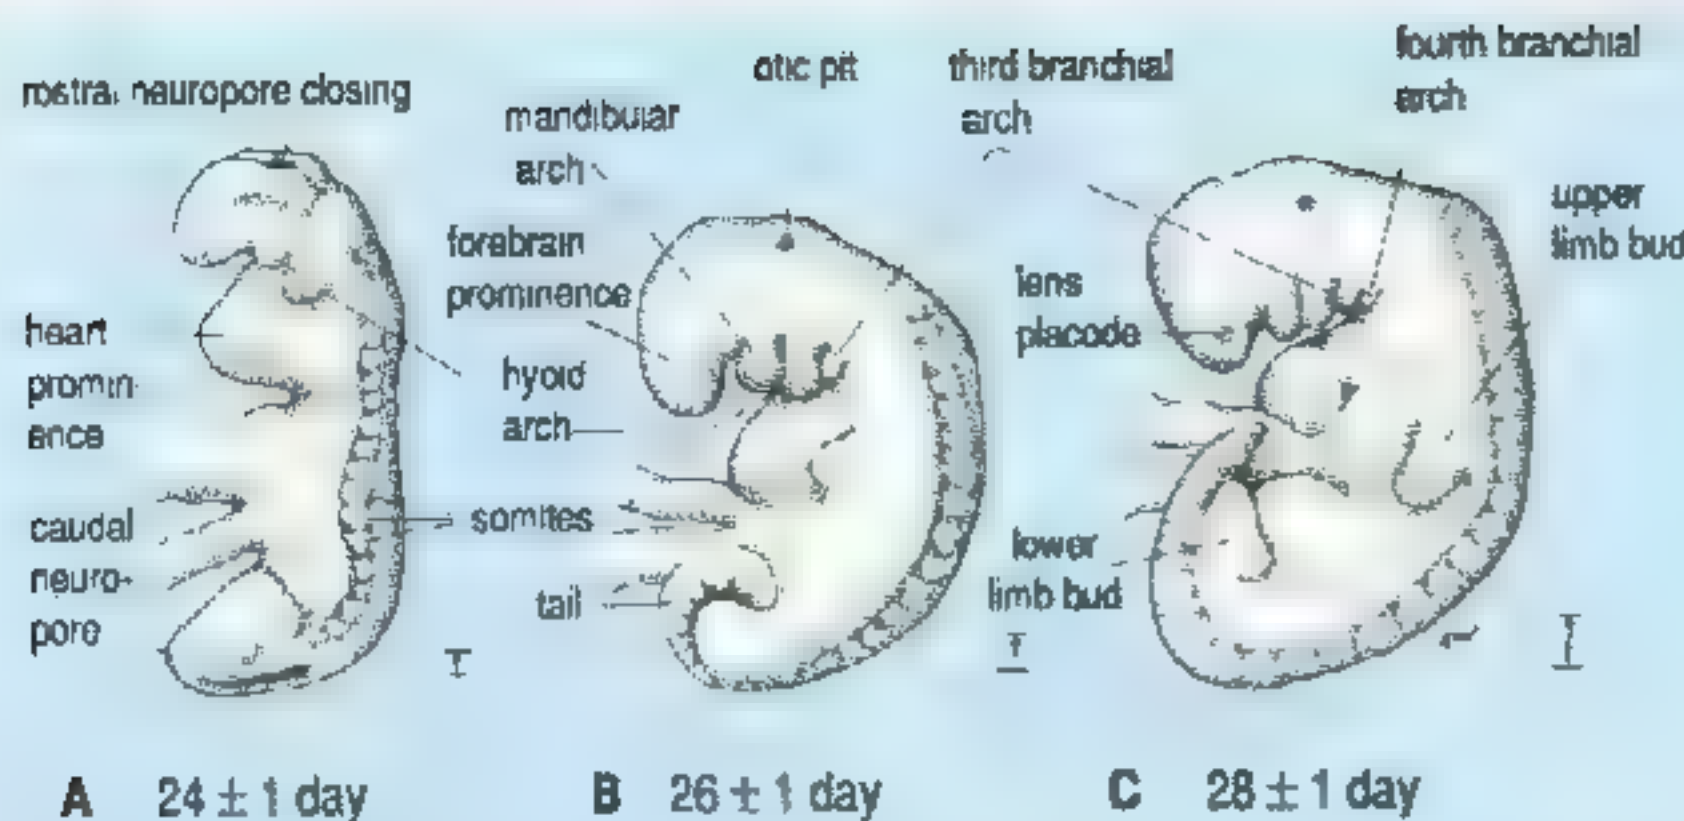 rostral neuropore closing
heart
promin-
ence
caudal
neuro-
pore
mandibular
arch
forebrain
prominence
otic pit
hyoid
arch
somites
tail
third branchial
arch
fourth branchial
arch
upper
limb bud
lens
placode
lower
limb bud
A 24 ± 1 day
B 26 ± 1 day
C 28 ± 1 day